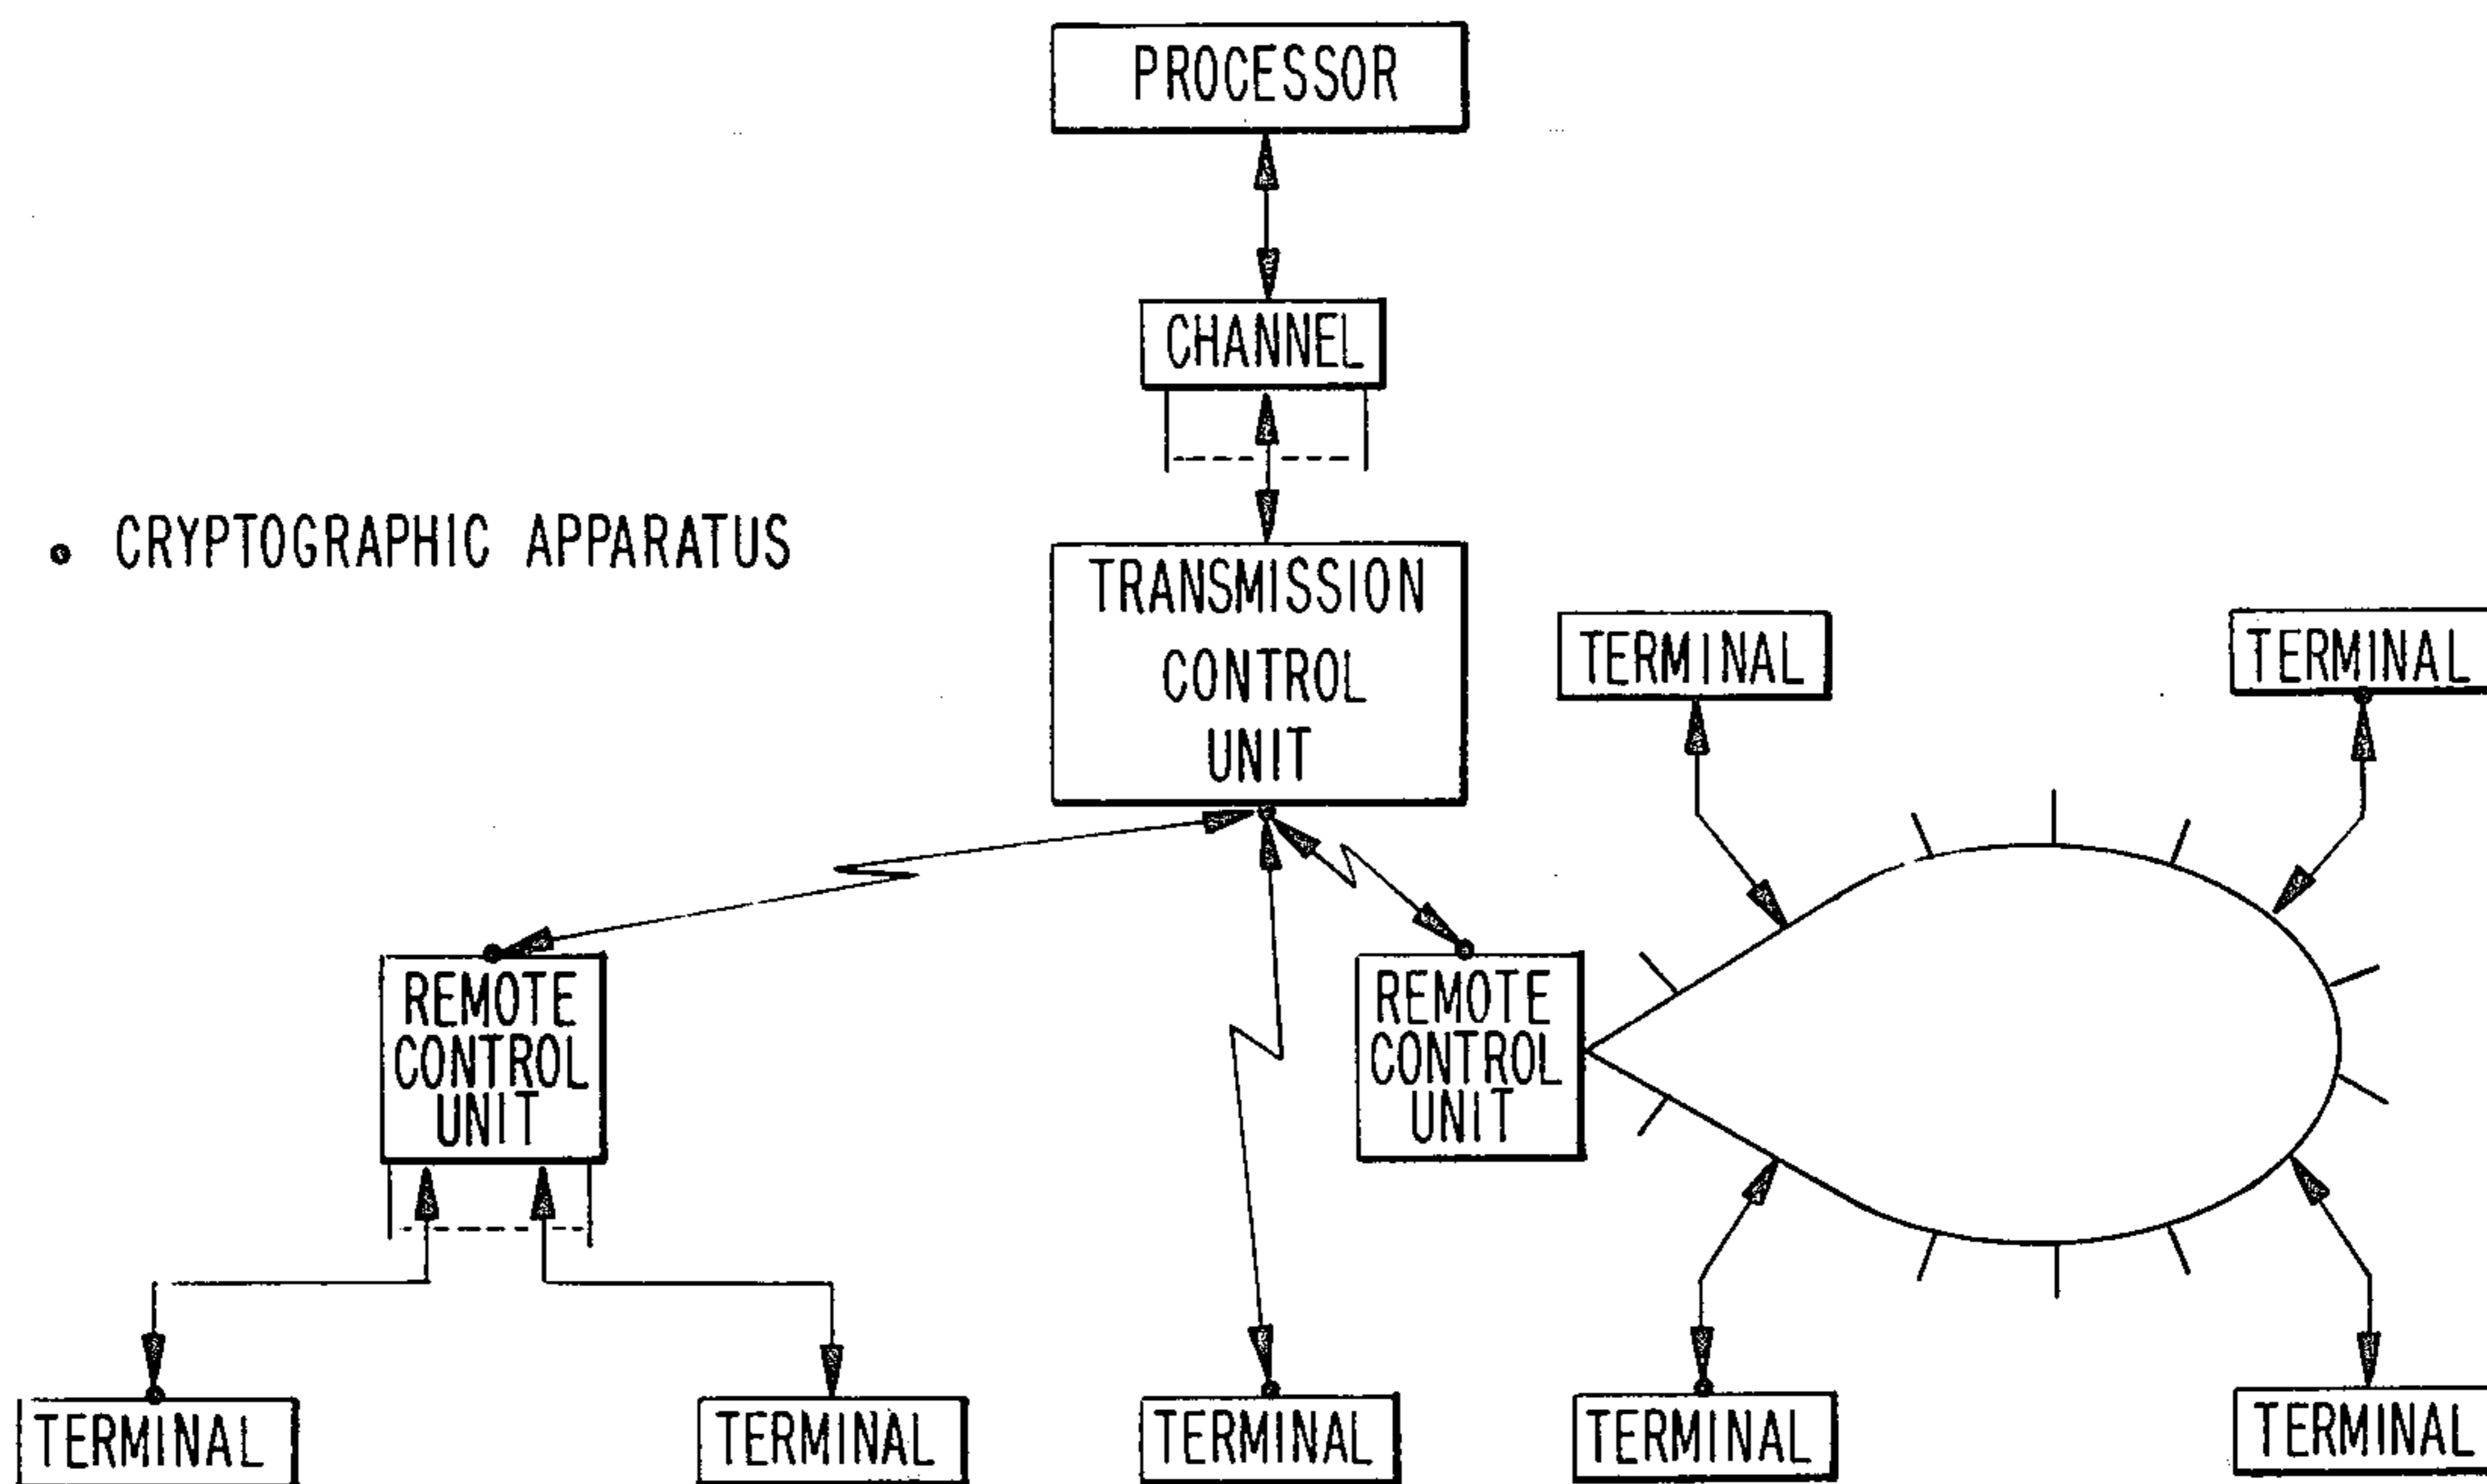 PROCESSOR
CHANNEL
• CRYPTOGRAPHIC APPARATUS
TRANSMISSION
CONTROL
UNIT
TERMINAL
TERMINAL
REMOTE
CONTROL
UNIT
REMOTE
CONTROL
UNIT
TERMINAL
TERMINAL
TERMINAL
TERMINAL
TERMINAL